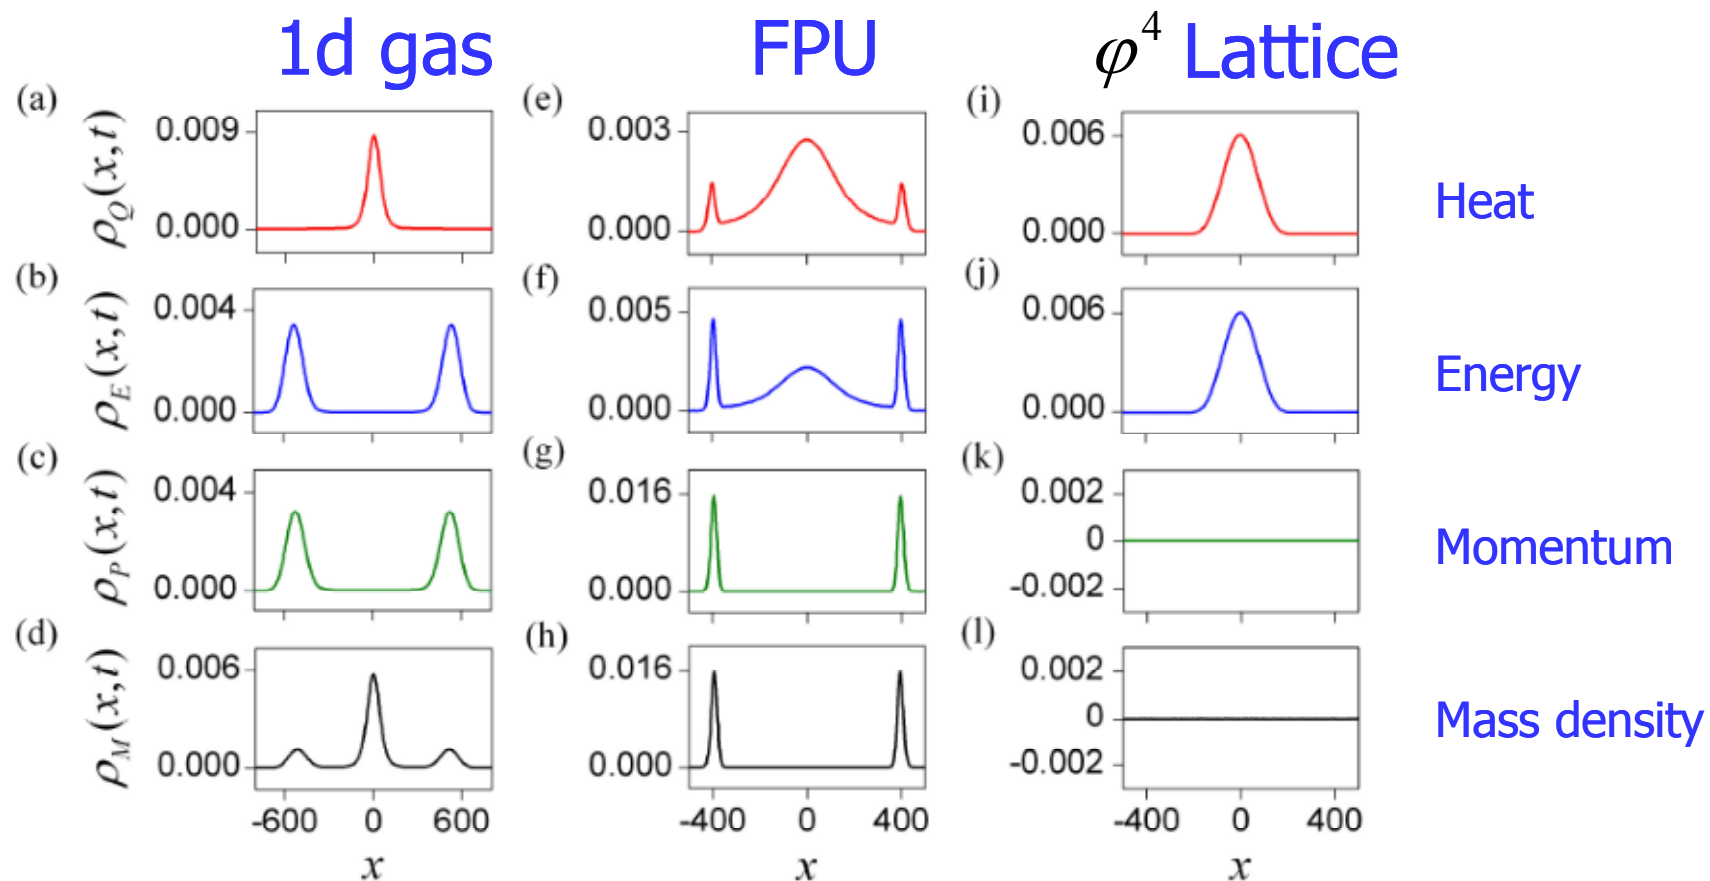 1d gas FPU φ⁴ Lattice
(a) (e) (i)
ρQ(x,t) 0.009 0.000 0.003 0.000 0.006 0.000 Heat
(b) (f) (j)
ρE(x,t) 0.004 0.000 0.005 0.000 0.006 0.000 Energy
(c) (g) (k)
ρP(x,t) 0.004 0.000 0.016 0.000 0.002 0 -0.002 Momentum
(d) (h) (l)
ρM(x,t) 0.006 0.000 0.016 0.000 0.002 0 -0.002 Mass density
-600 0 600 -400 0 400 -400 0 400
x x x